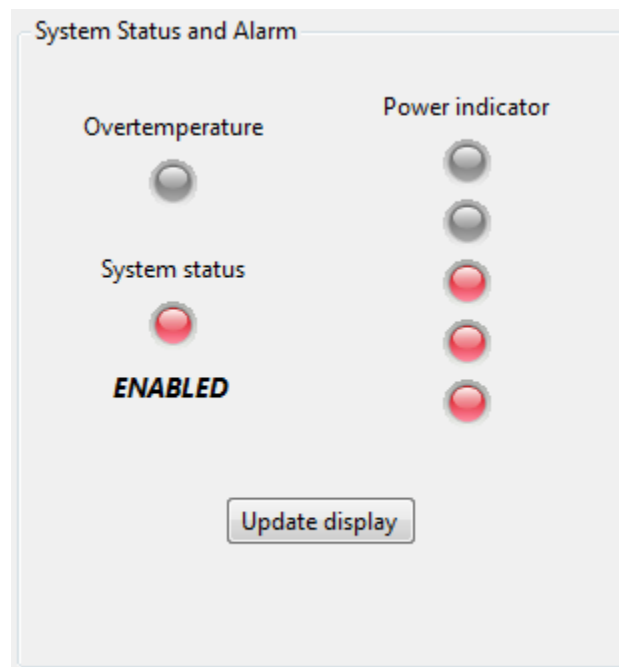 System Status and Alarm
Power indicator
Overtemperature
System status
ENABLED
Update display